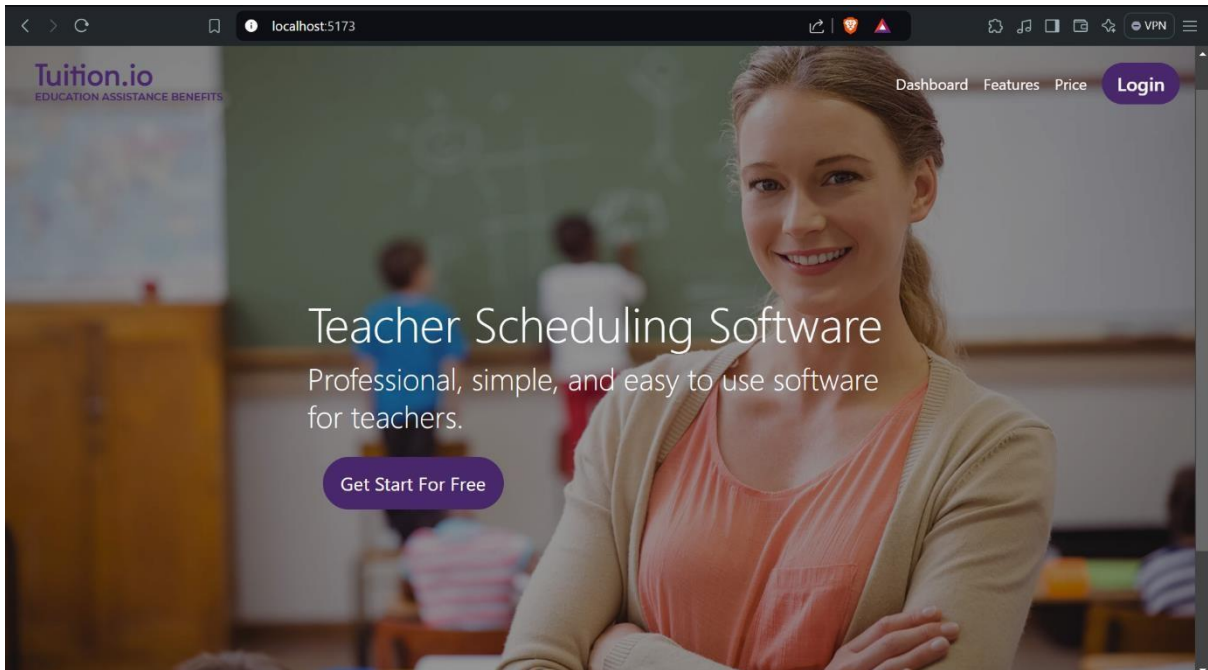 localhost:5173
VPN
Tuition.io
EDUCATION ASSISTANCE BENEFITS
Dashboard Features Price Login
Teacher Scheduling Software
Professional, simple, and easy to use software
for teachers.
Get Start For Free